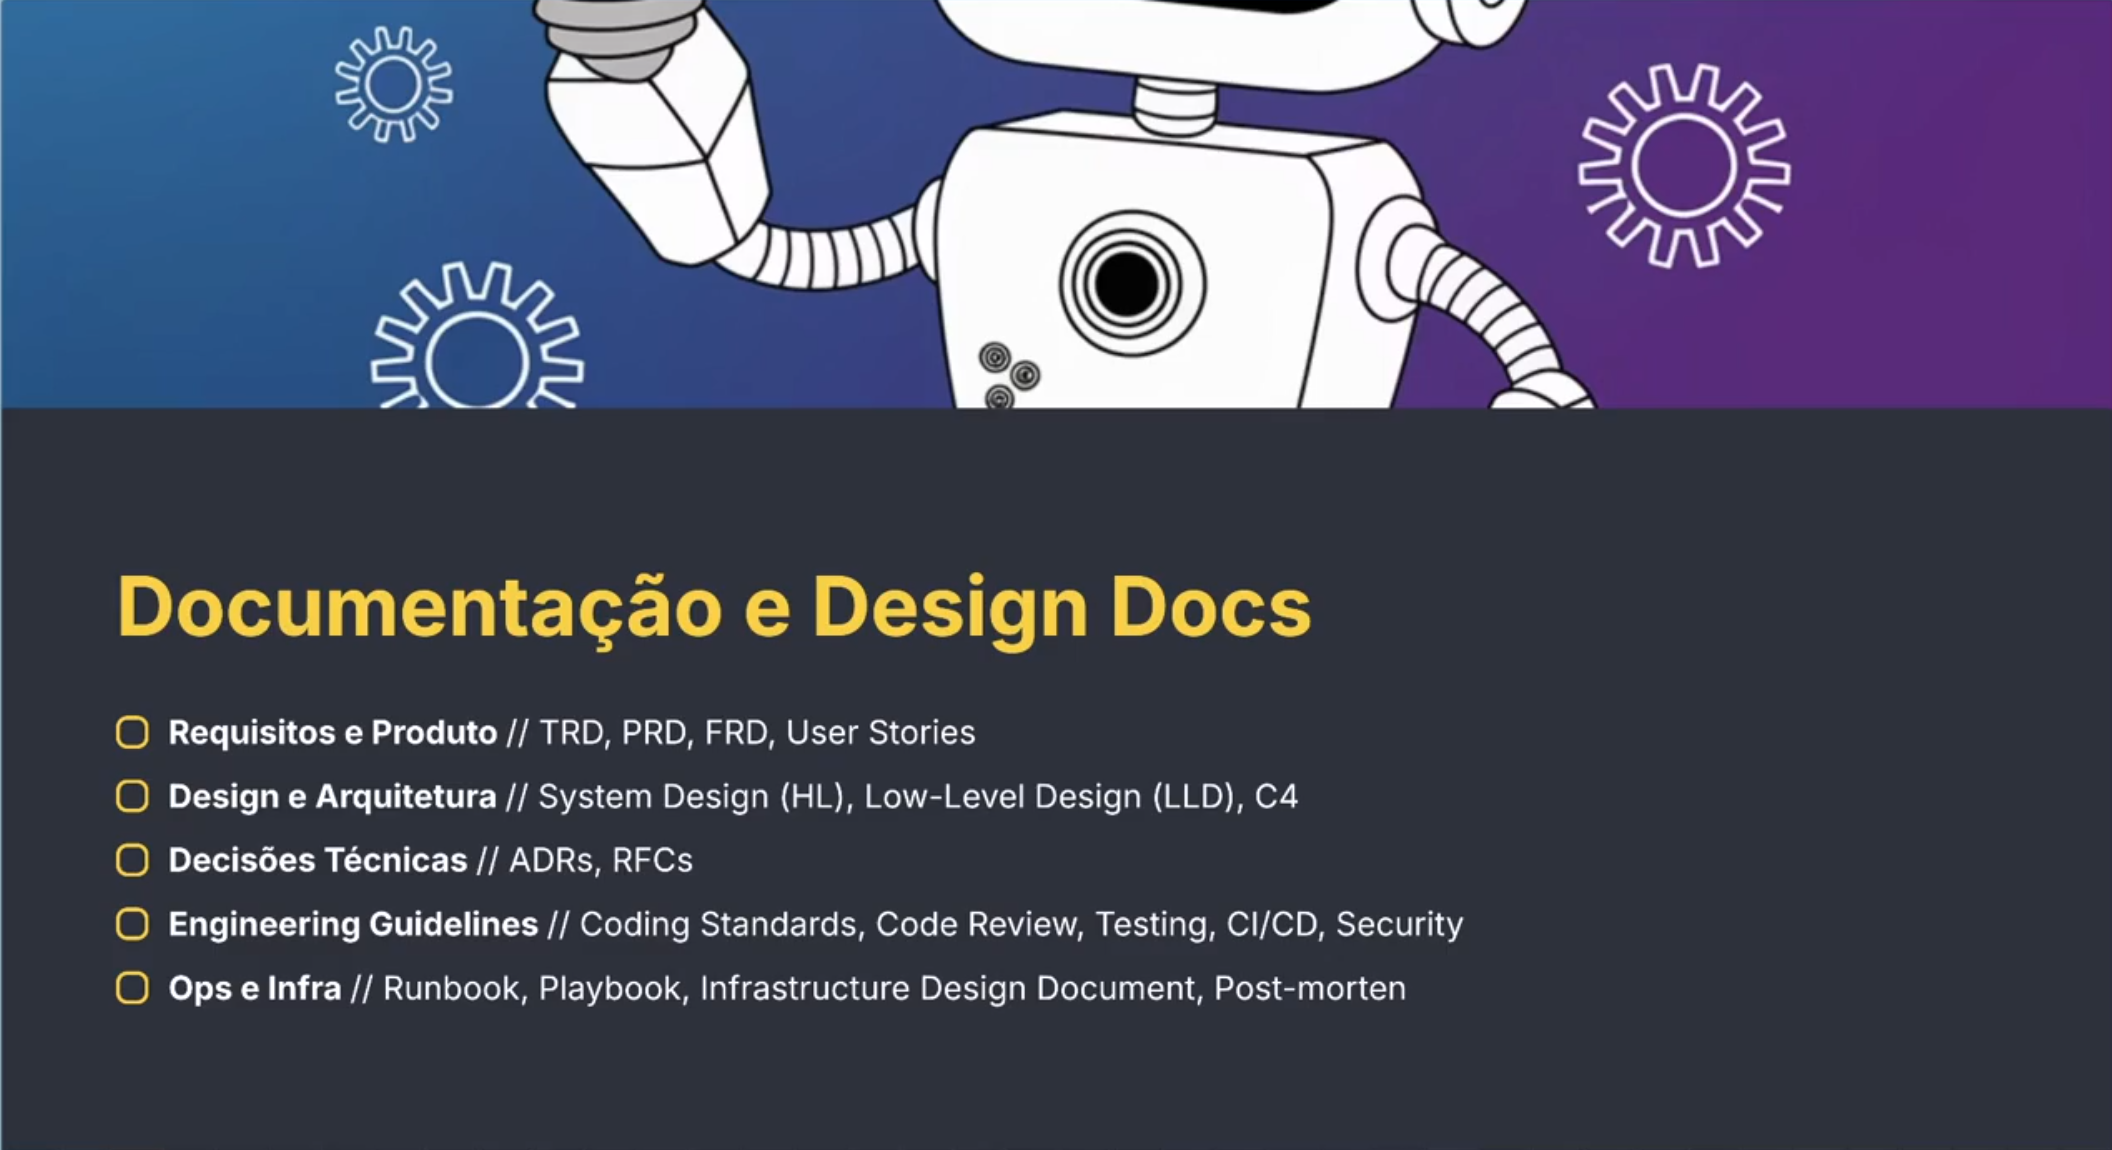 Documentação e Design Docs
Requisitos e Produto // TRD, PRD, FRD, User Stories
Design e Arquitetura // System Design (HL), Low-Level Design (LLD), C4
Decisões Técnicas // ADRs, RFCs
Engineering Guidelines // Coding Standards, Code Review, Testing, CI/CD, Security
Ops e Infra // Runbook, Playbook, Infrastructure Design Document, Post-morten